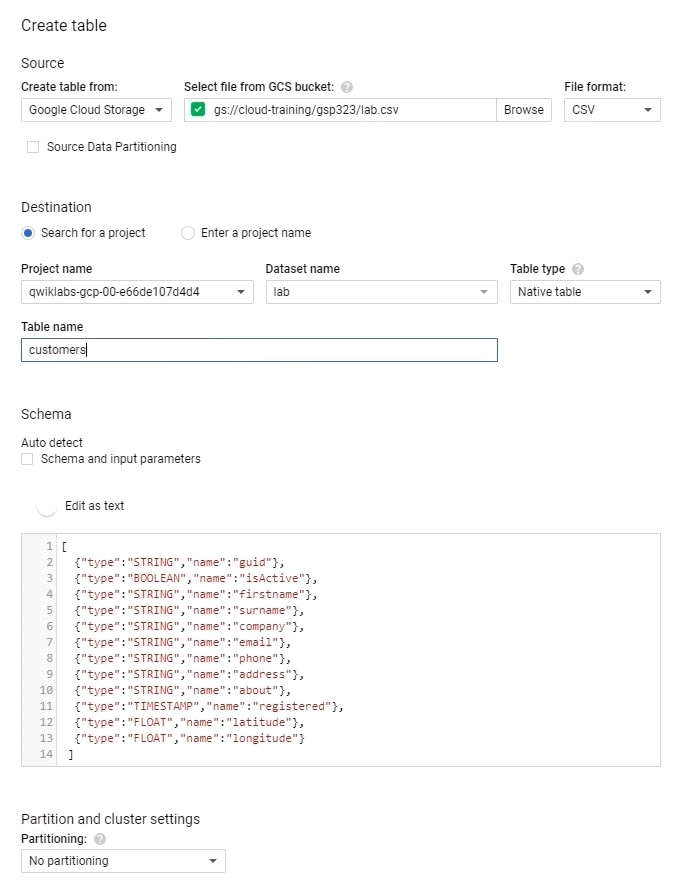 Create table
Source
Create table from: Select file from GCS bucket: ? File format:
Google Cloud Storage gs://cloud-training/gsp323/lab.csv Browse CSV
Source Data Partitioning
Destination
Search for a project Enter a project name
Project name Dataset name Table type ?
qwiklabs-gcp-00-e66de107d4d4 lab Native table
Table name
customers
Schema
Auto detect
Schema and input parameters
Edit as text
1 [
2 {"type":"STRING","name":"guid"},
3 {"type":"BOOLEAN","name":"isActive"},
4 {"type":"STRING","name":"firstname"},
5 {"type":"STRING","name":"surname"},
6 {"type":"STRING","name":"company"},
7 {"type":"STRING","name":"email"},
8 {"type":"STRING","name":"phone"},
9 {"type":"STRING","name":"address"},
10 {"type":"STRING","name":"about"},
11 {"type":"TIMESTAMP","name":"registered"},
12 {"type":"FLOAT","name":"latitude"},
13 {"type":"FLOAT","name":"longitude"}
14 ]
Partition and cluster settings
Partitioning: ?
No partitioning